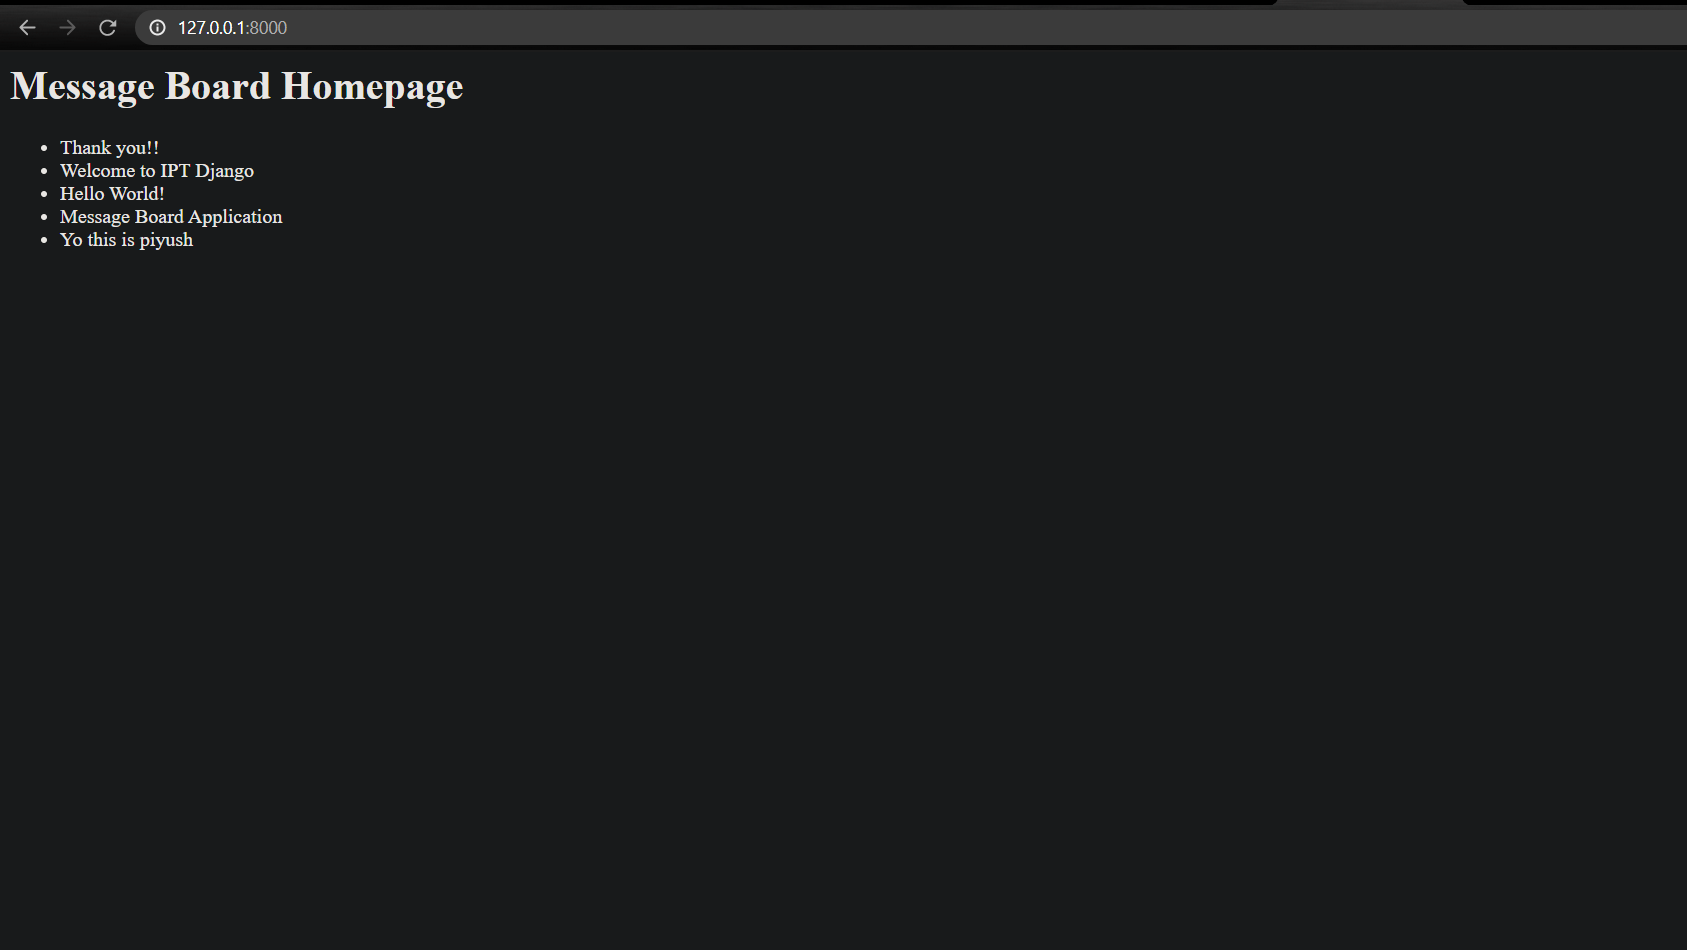 127.0.0.1:8000
Message Board Homepage
Thank you!!
Welcome to IPT Django
Hello World!
Message Board Application
Yo this is piyush